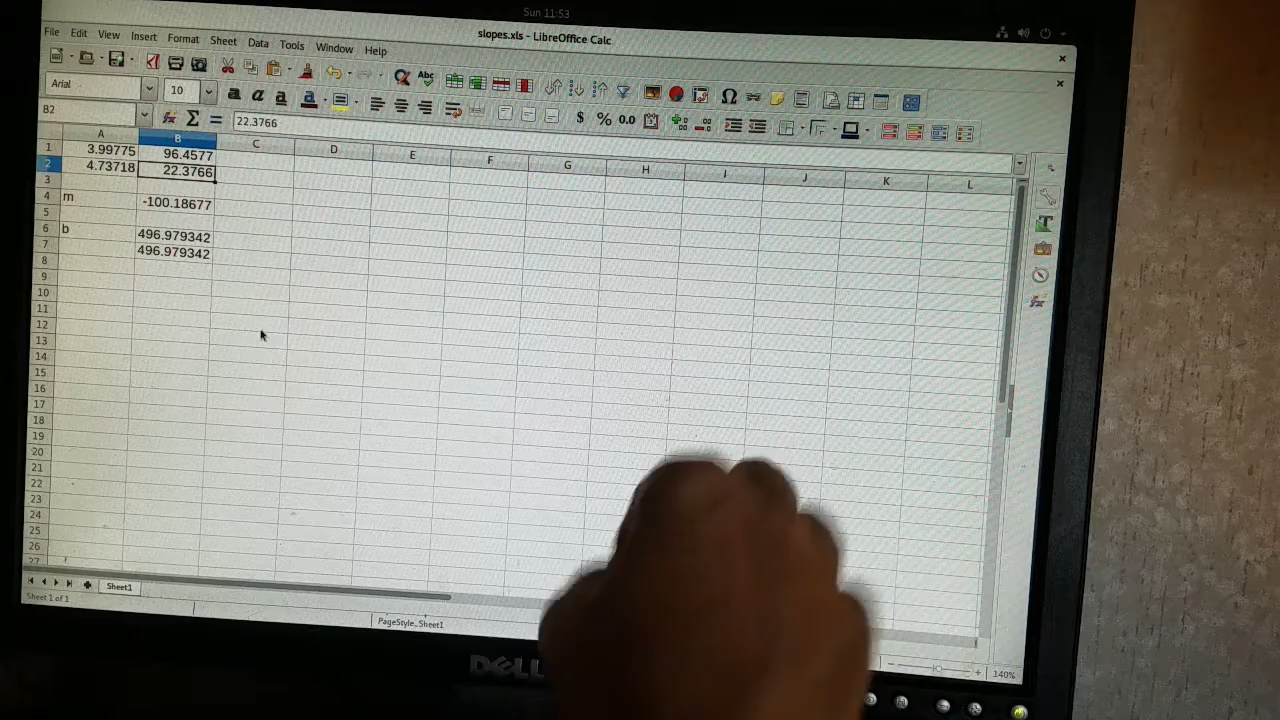 Sun 11:53
slopes.xls - LibreOffice Calc
File Edit View Insert Format Sheet Data Tools Window Help
Arial 10
B2 22.3766
A B C D E F G H I J K L
1 3.99775 96.4577
2 4.73718 22.3766
3
4 m -100.18677
5
6 b 496.979342
7 496.979342
8
9
10
11
12
13
14
15
16
17
18
19
20
21
22
23
24
25
26
27
Sheet1
Sheet 1 of 1 PageStyle_Sheet1 140%
DELL